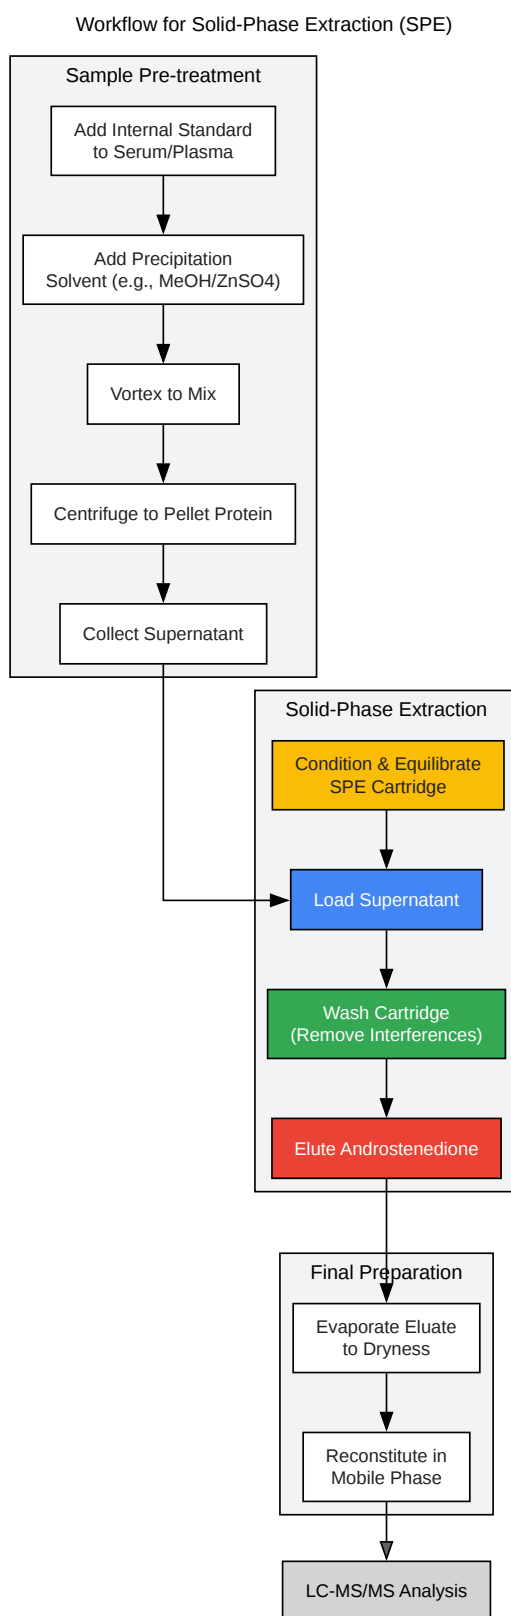 Workflow for Solid-Phase Extraction (SPE)
Sample Pre-treatment
Add Internal Standard
to Serum/Plasma
Add Precipitation
Solvent (e.g., MeOH/ZnSO4)
Vortex to Mix
Centrifuge to Pellet Protein
Collect Supernatant
Solid-Phase Extraction
Condition & Equilibrate
SPE Cartridge
Load Supernatant
Wash Cartridge
(Remove Interferences)
Elute Androstenedione
Final Preparation
Evaporate Eluate
to Dryness
Reconstitute in
Mobile Phase
LC-MS/MS Analysis